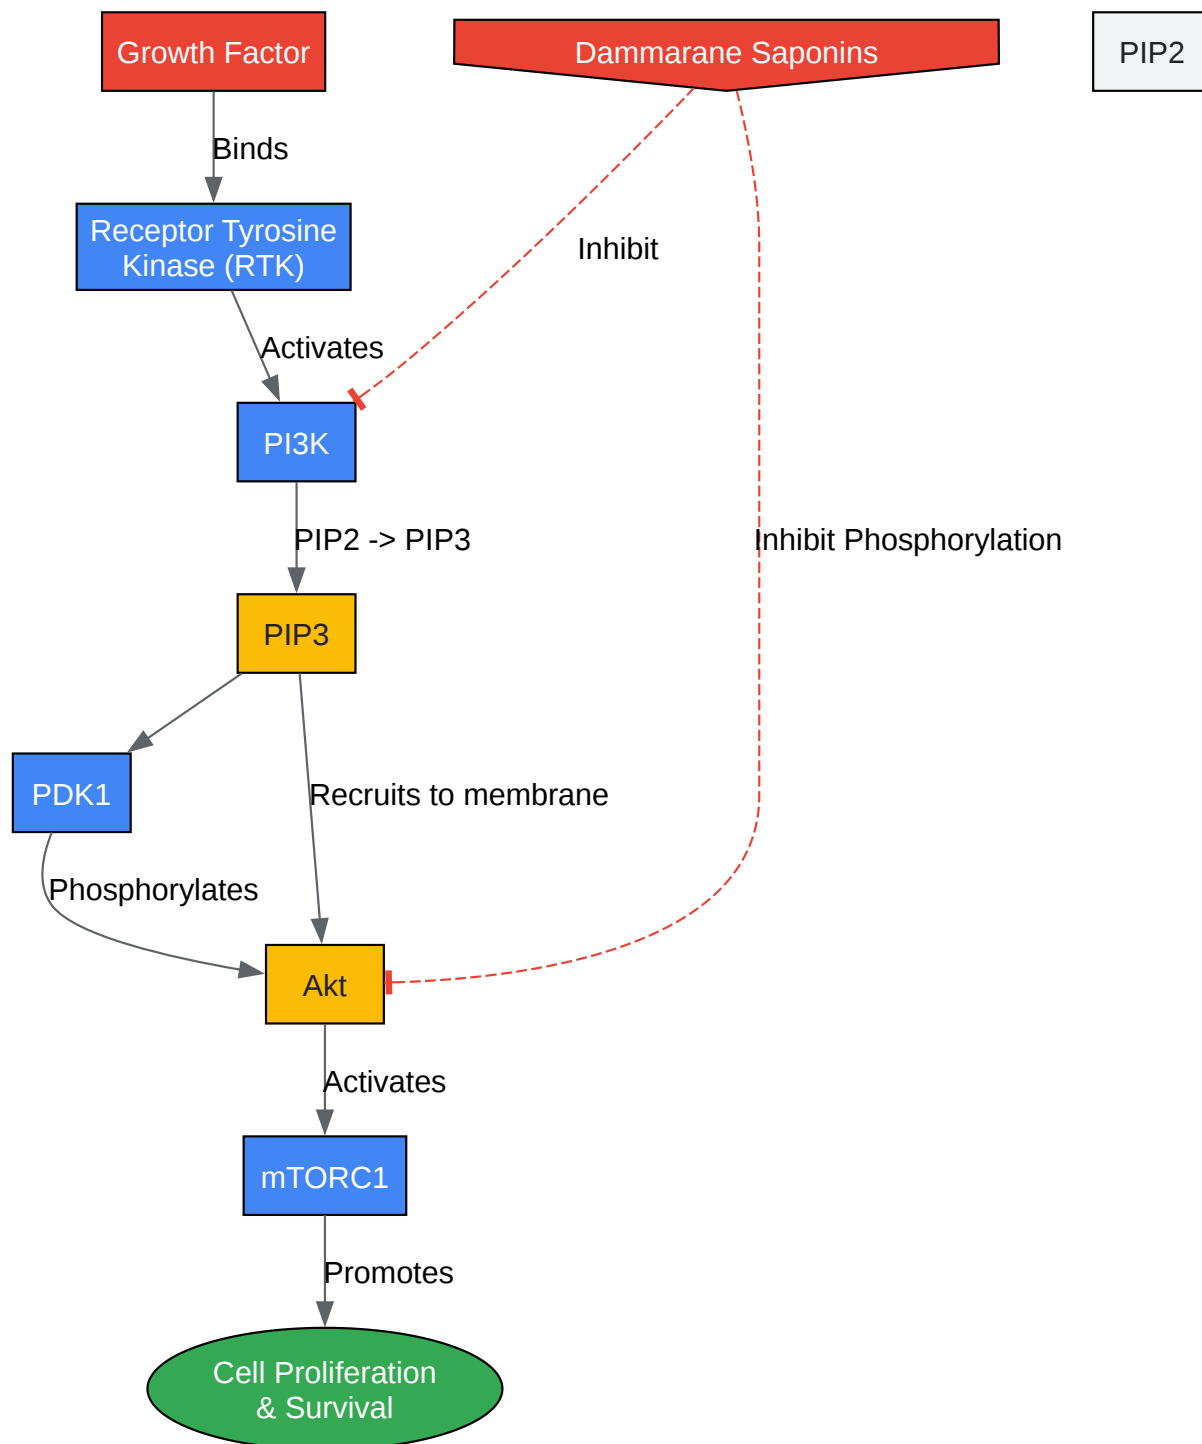 Growth Factor
Dammarane Saponins
PIP2
Binds
Receptor Tyrosine
Kinase (RTK)
Inhibit
Activates
PI3K
PIP2 -> PIP3
Inhibit Phosphorylation
PIP3
PDK1
Recruits to membrane
Phosphorylates
Akt
Activates
mTORC1
Promotes
Cell Proliferation
& Survival